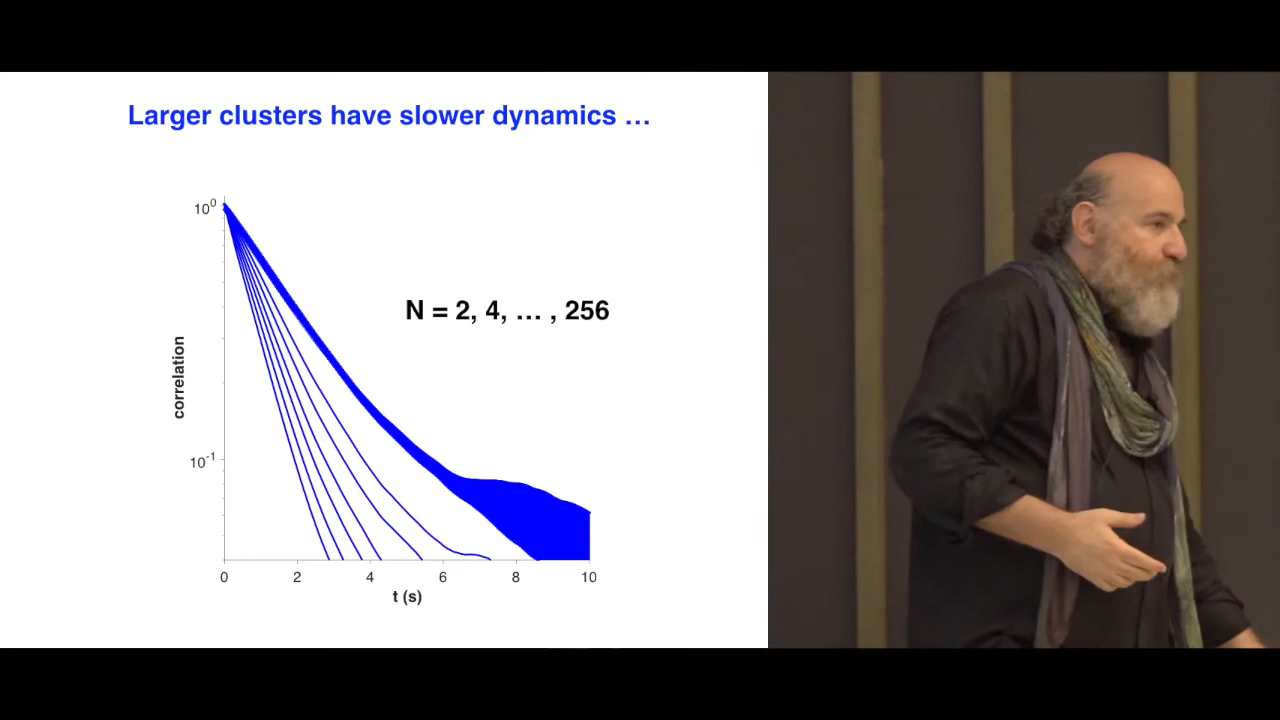 Larger clusters have slower dynamics …
10⁰
N = 2, 4, … , 256
correlation
10⁻¹
0 2 4 6 8 10
t (s)